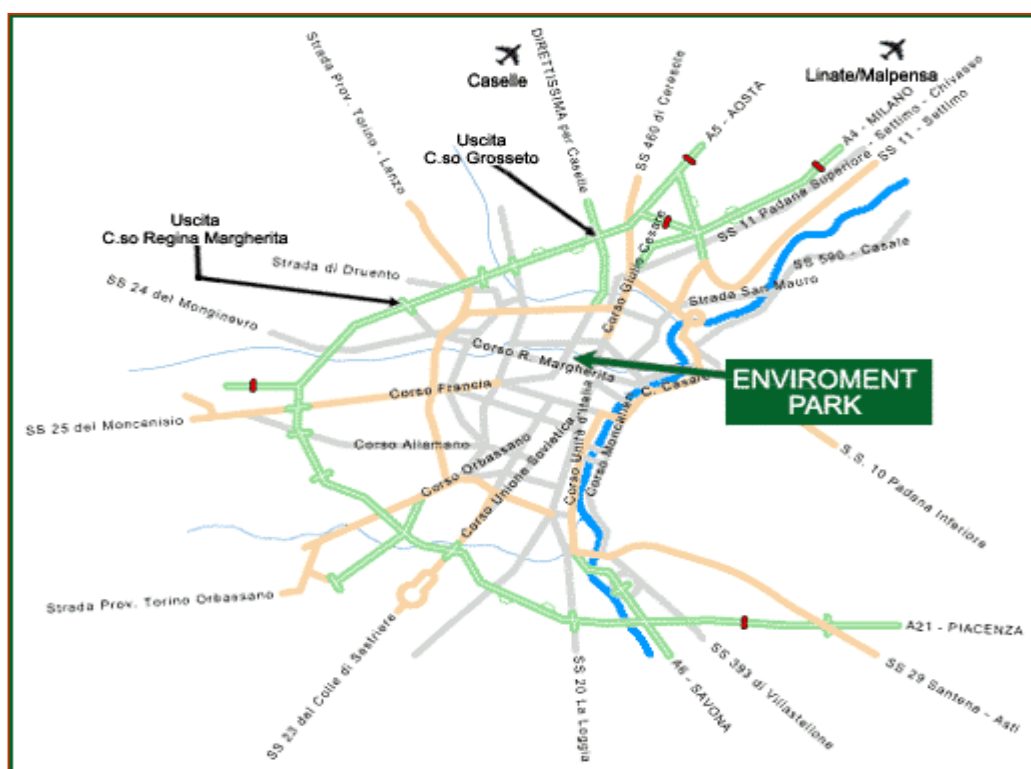 Strada Prov. Torino - Lanzo
Caselle
DIRETTISSIMA Per Caselle
SS 460 di Ceresole
A5 - AOSTA
Linate/Malpensa
A4 - MILANO
SS 11 Padana Superiore - Settimo - Chivasso
SS 11 - Settimo
Uscita
C.so Grosseto
Uscita
C.so Regina Margherita
Strada di Druento
SS 24 del Monginevro
Corso Giulio Cesare
SS 590 - Casale
Strada San Mauro
Corso R. Margherita
Corso Francia
C. Casale
ENVIROMENT
PARK
SS 25 del Moncenisio
Corso Allamano
Corso Orbassano
Corso Unione Sovietica
Corso Unità d'Italia
Corso Moncalieri
S.S. 10 Padana Inferiore
Strada Prov. Torino Orbassano
SS 23 del Colle di Sestriere
SS 20 La Loggia
A6 - SAVONA
SS 393 di Villastellone
A21 - PIACENZA
SS 29 Santena - Asti